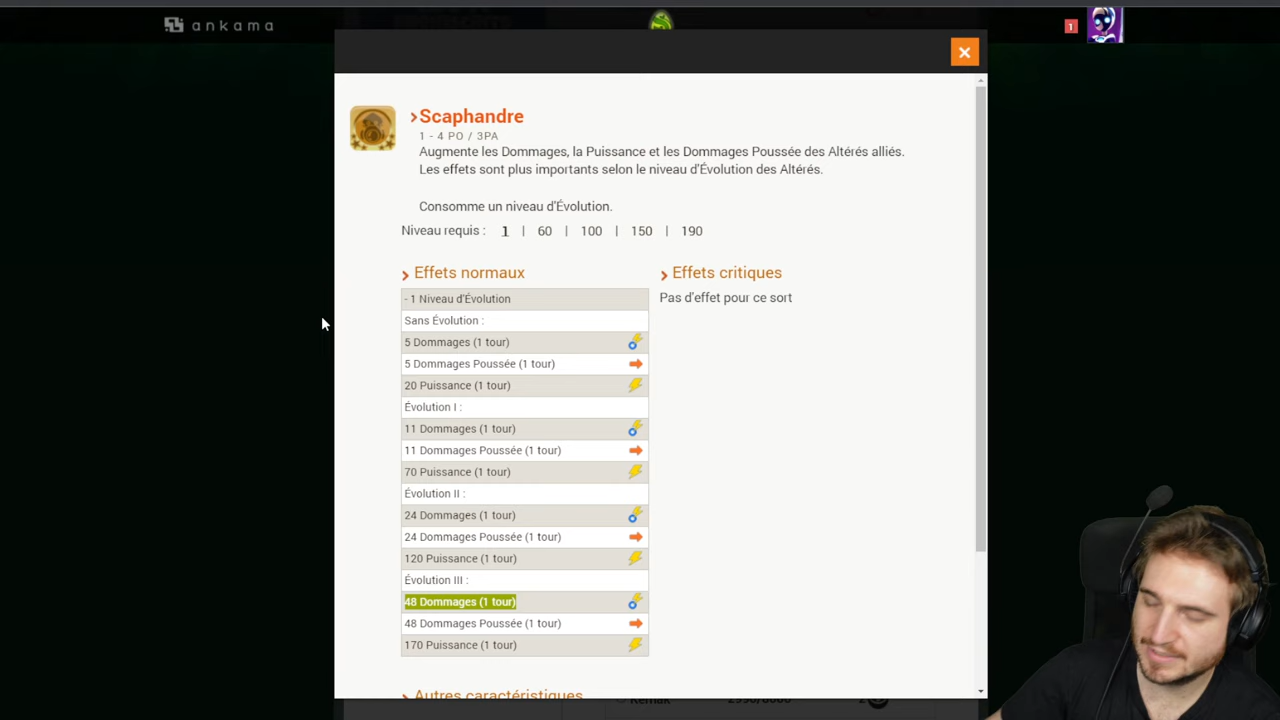 ankama
1
Scaphandre
1 - 4 PO / 3PA
Augmente les Dommages, la Puissance et les Dommages Poussée des Altérés alliés.
Les effets sont plus importants selon le niveau d'Évolution des Altérés.
Consomme un niveau d'Évolution.
Niveau requis : 1 | 60 | 100 | 150 | 190
Effets normaux
- 1 Niveau d'Évolution
Sans Évolution :
5 Dommages (1 tour)
5 Dommages Poussée (1 tour)
20 Puissance (1 tour)
Évolution I :
11 Dommages (1 tour)
11 Dommages Poussée (1 tour)
70 Puissance (1 tour)
Évolution II :
24 Dommages (1 tour)
24 Dommages Poussée (1 tour)
120 Puissance (1 tour)
Évolution III :
48 Dommages (1 tour)
48 Dommages Poussée (1 tour)
170 Puissance (1 tour)
Effets critiques
Pas d'effet pour ce sort
Autres caractéristiques